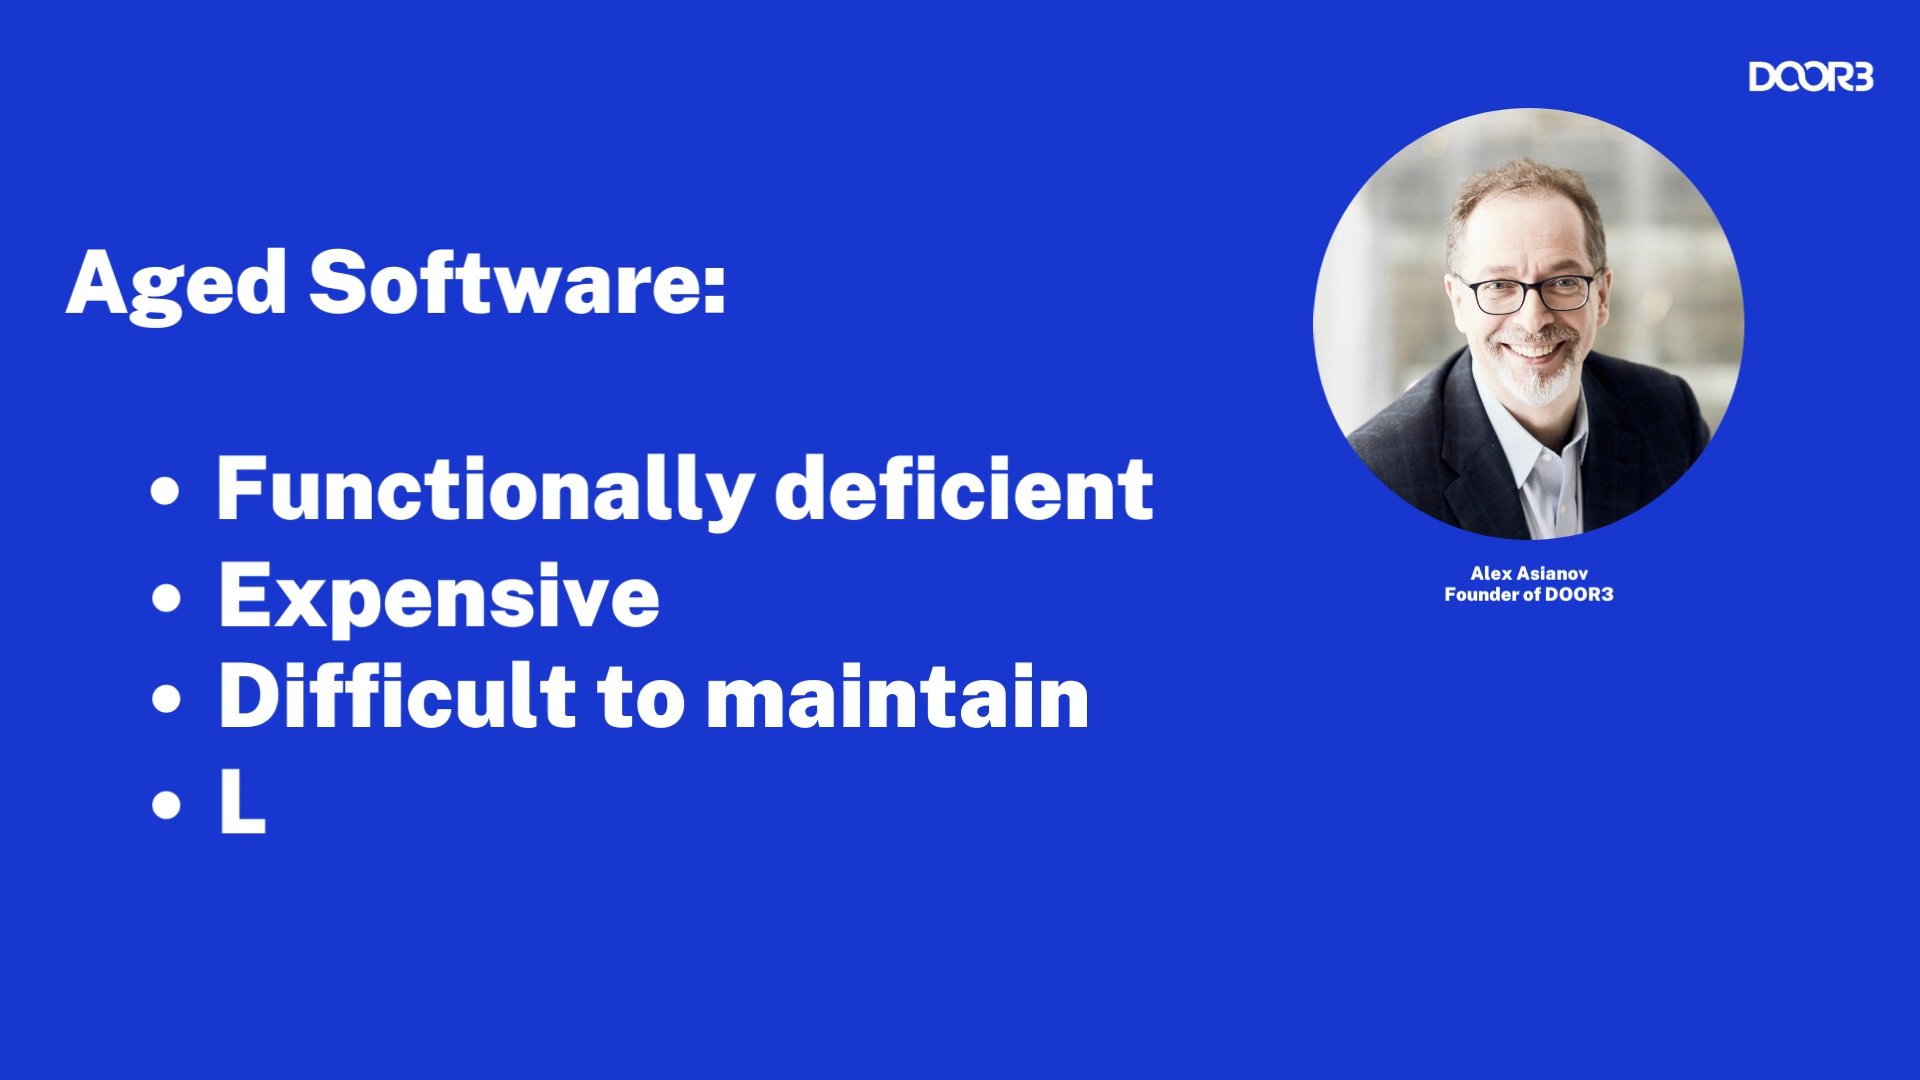 DOOR3
Aged Software:
• Functionally deficient
• Expensive
• Difficult to maintain
• L
Alex Asianov
Founder of DOOR3